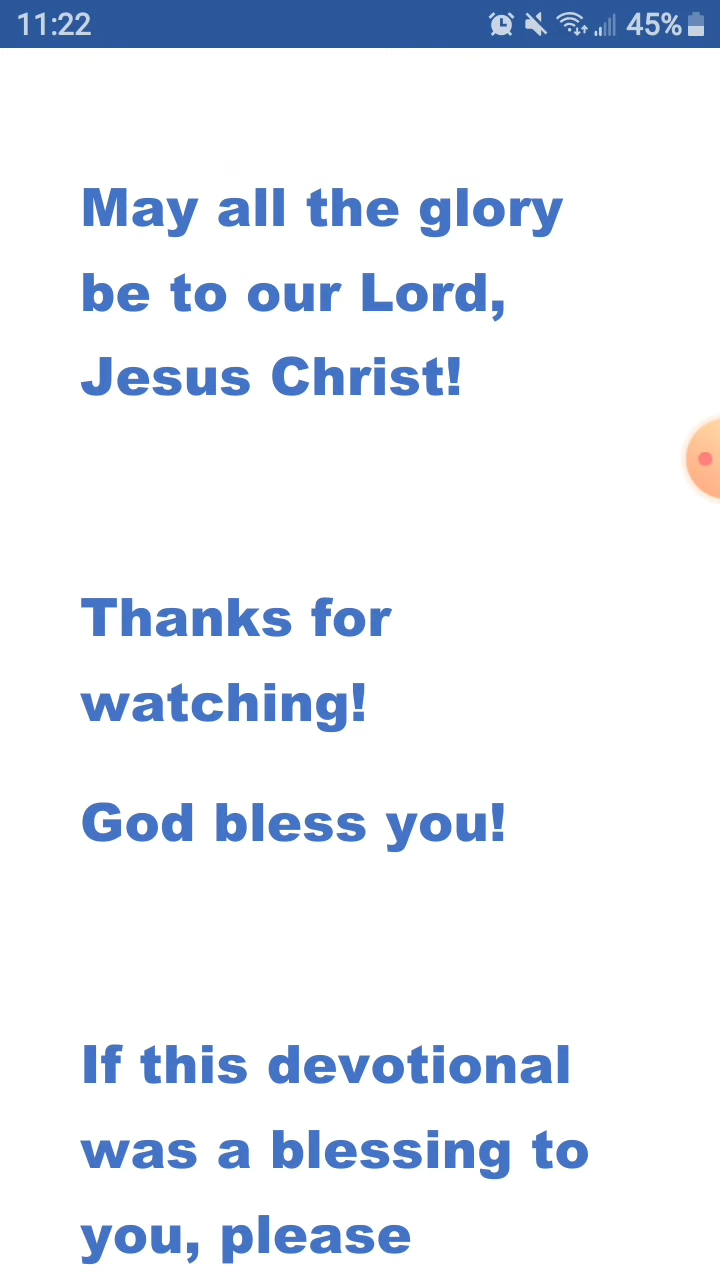 11:22 45%
May all the glory
be to our Lord,
Jesus Christ!
Thanks for
watching!
God bless you!
If this devotional
was a blessing to
you, please